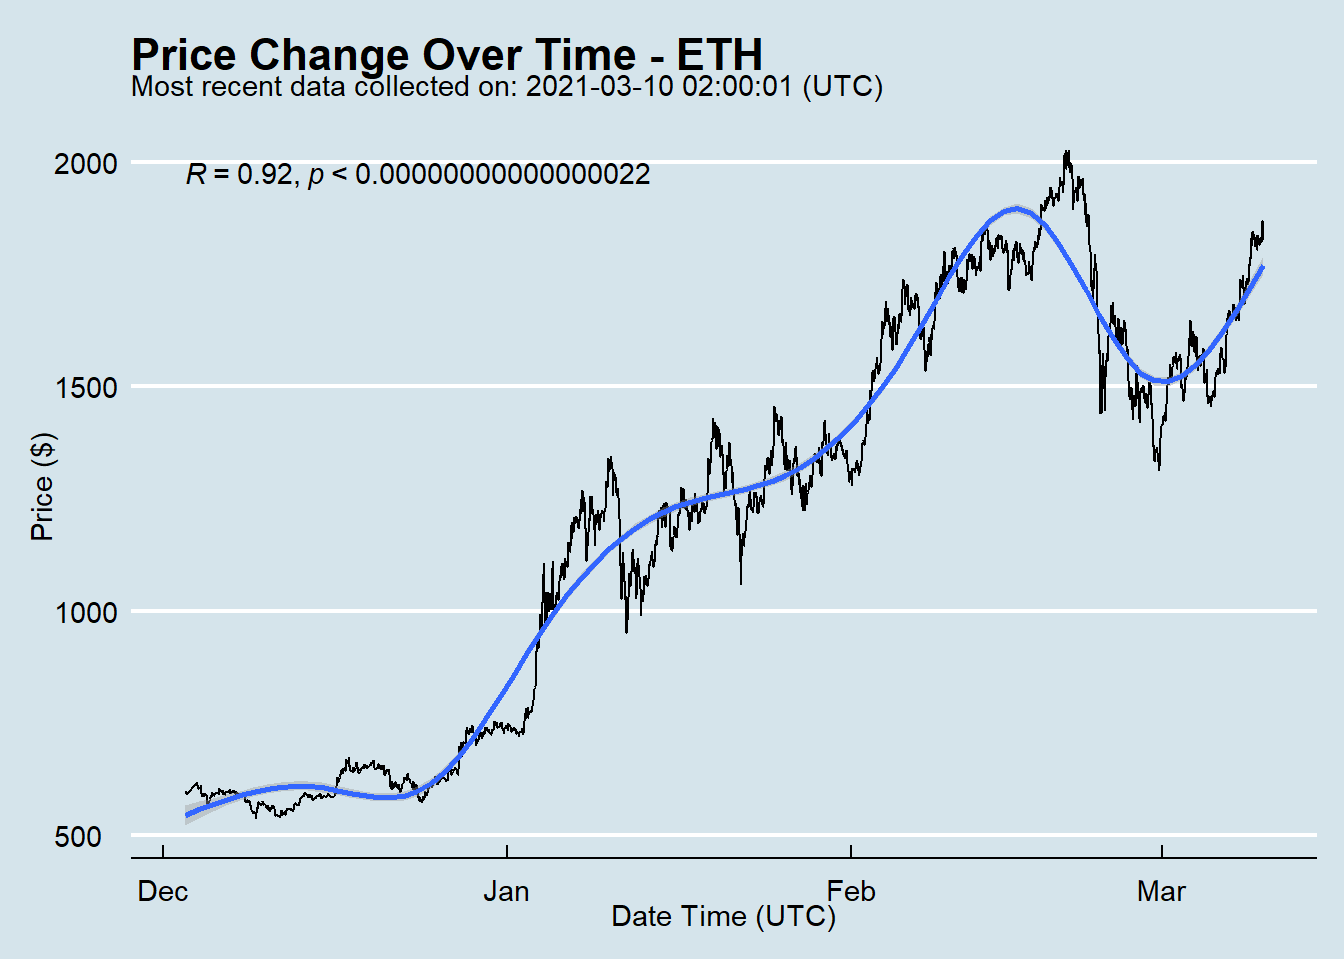 Price Change Over Time - ETH
Most recent data collected on: 2021-03-10 02:00:01 (UTC)
R = 0.92, p < 0.00000000000000022
2000
1500
1000
500
Price ($)
Dec Jan Feb Mar
Date Time (UTC)